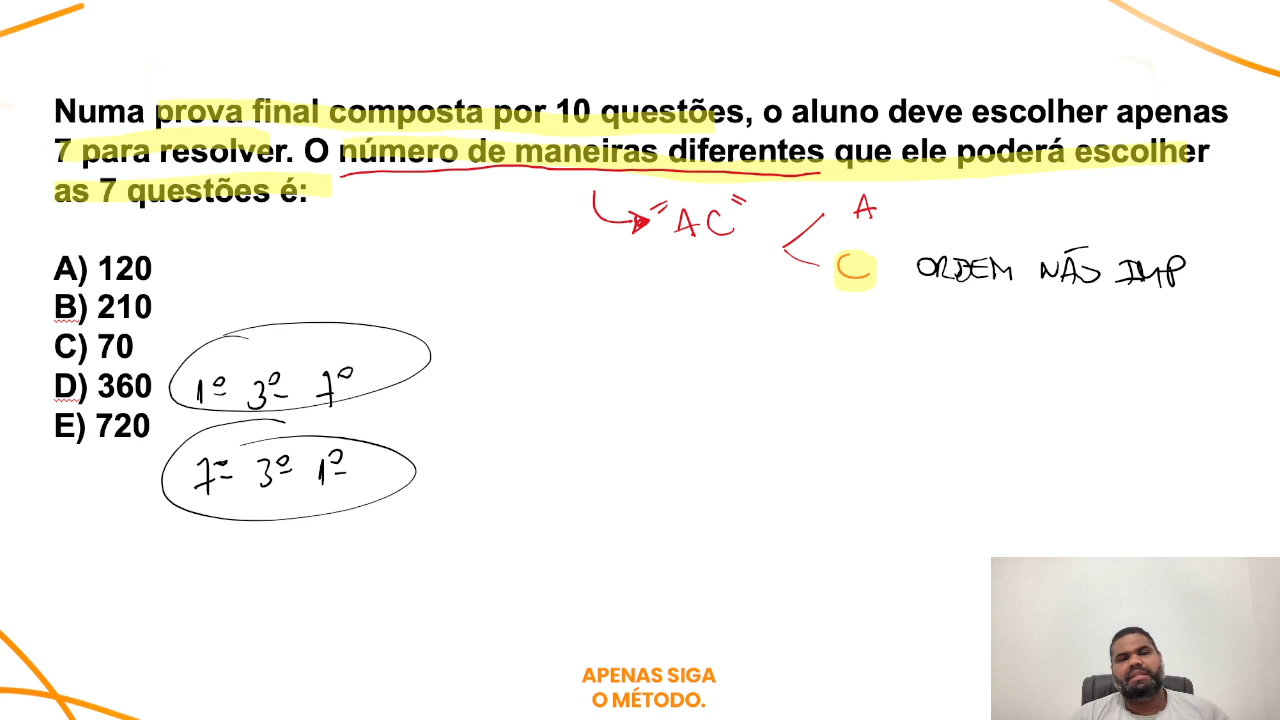 Numa prova final composta por 10 questões, o aluno deve escolher apenas
7 para resolver. O número de maneiras diferentes que ele poderá escolher
as 7 questões é:
"AC"
A
C ORDEM NÃO IMP
A) 120
B) 210
C) 70
D) 360
E) 720
1º 3º 7º
7º 3º 1º
APENAS SIGA
O MÉTODO.